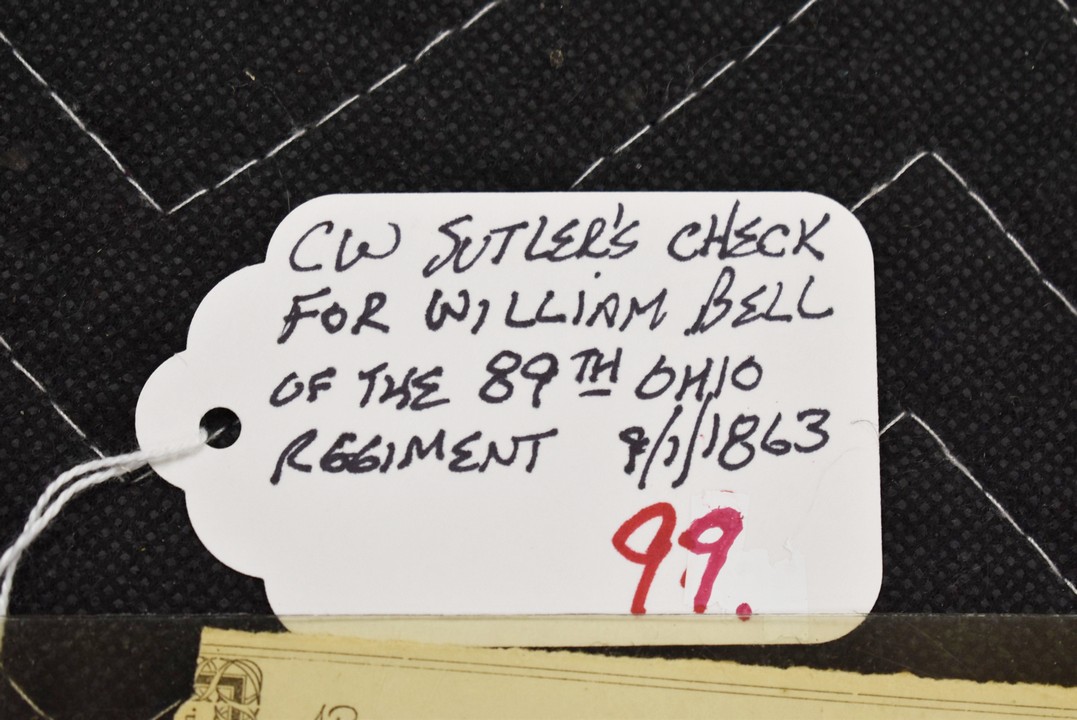 CW SUTLER'S CHECK
FOR WILLIAM BELL
OF THE 89TH OHIO
REGIMENT 8/1/1863
99.